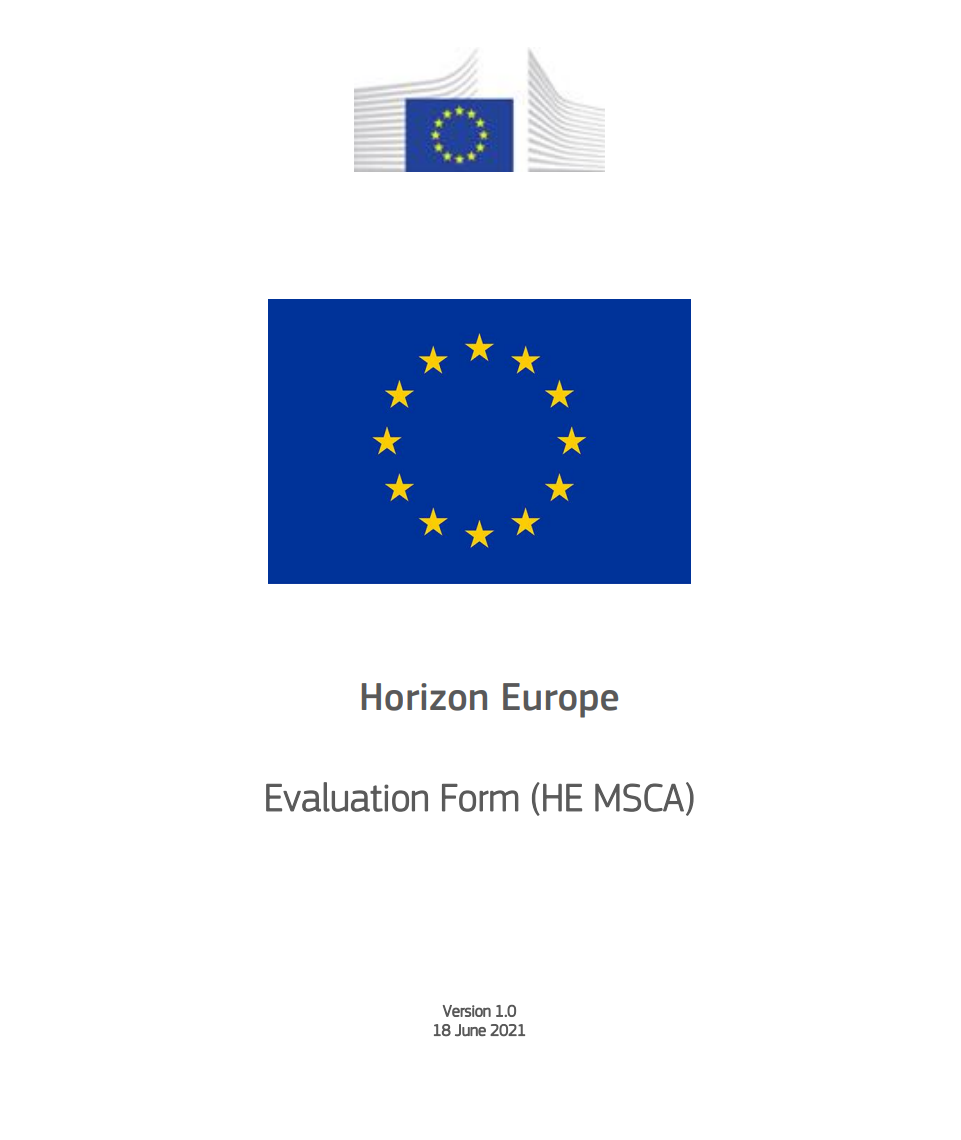 Horizon Europe
Evaluation Form (HE MSCA)
Version 1.0
18 June 2021